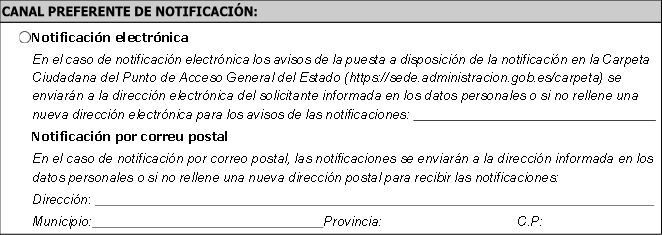 CANAL PREFERENTE DE NOTIFICACIÓN:
Notificación electrónica
En el caso de notificación electrónica los avisos de la puesta a disposición de la notificación en la Carpeta
Ciudadana del Punto de Acceso General del Estado (https://sede.administracion.gob.es/carpeta) se
enviarán a la dirección electrónica del solicitante informada en los datos personales o si no rellene una
nueva dirección electrónica para los avisos de las notificaciones:
Notificación por correu postal
En el caso de notificación por correo postal, las notificaciones se enviarán a la dirección informada en los
datos personales o si no rellene una nueva dirección postal para recibir las notificaciones:
Dirección:
Municipio: Provincia: C.P: